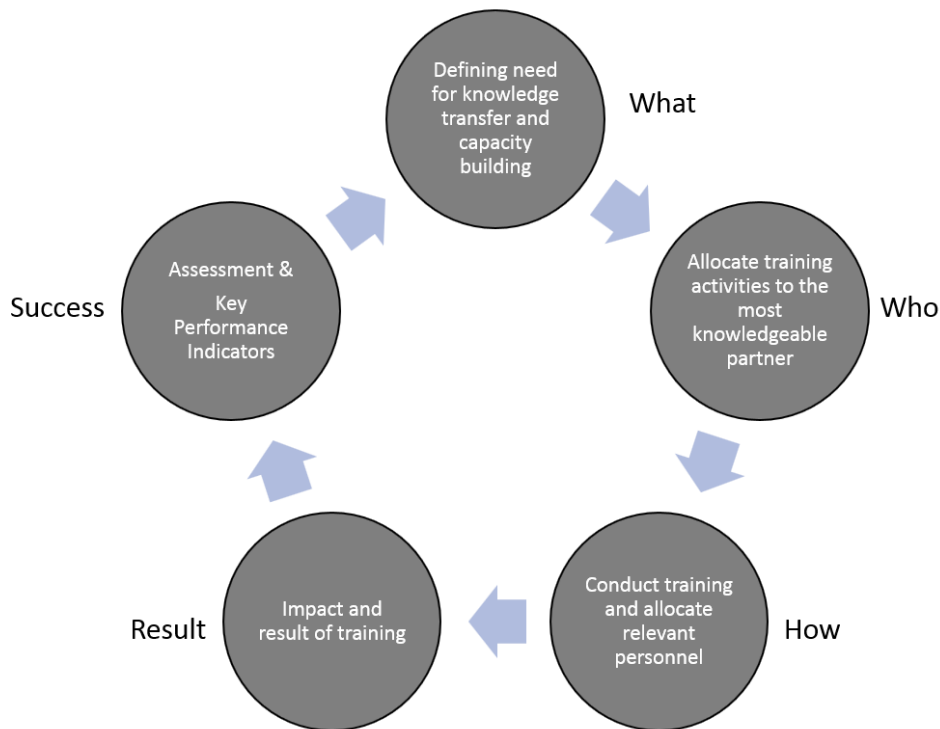 Defining need
for knowledge
transfer and
capacity
building
What
Allocate training
activities to the
most
knowledgeable
partner
Who
Conduct training
and allocate
relevant
personnel
How
Impact and
result of training
Result
Assessment &
Key
Performance
Indicators
Success